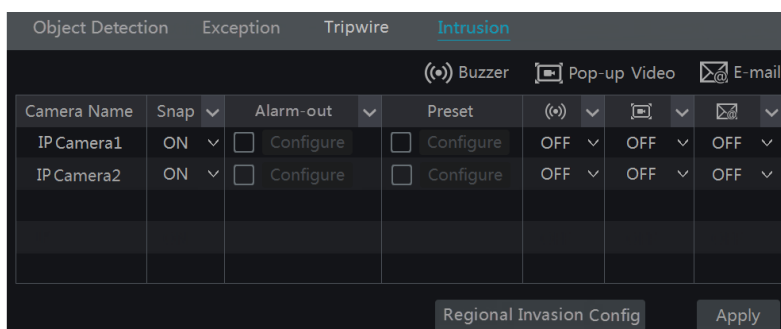 Object Detection Exception Tripwire Intrusion
Buzzer Pop-up Video E-mail
Camera Name Snap Alarm-out Preset
IP Camera1 ON Configure Configure OFF OFF OFF
IP Camera2 ON Configure Configure OFF OFF OFF
Regional Invasion Config Apply